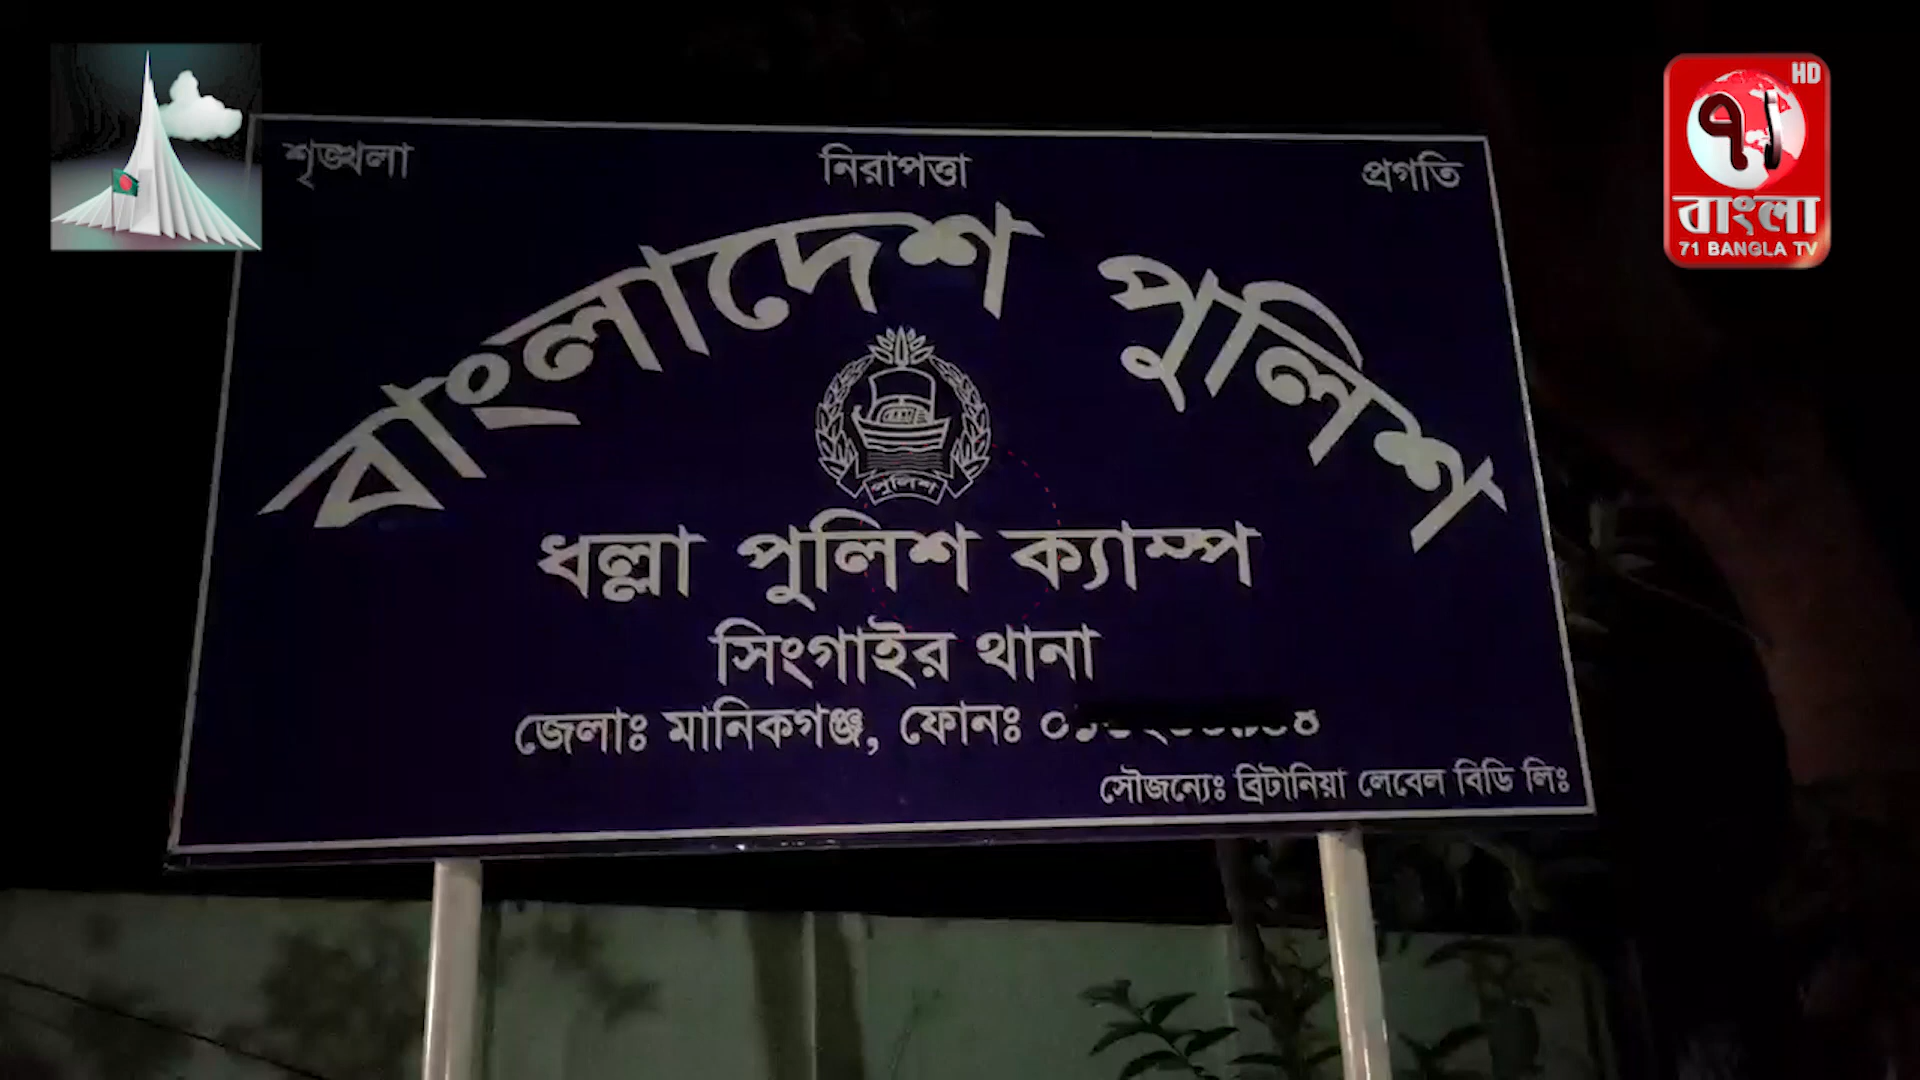 HD
৭১
বাংলা
71 BANGLA TV
শৃঙ্খলা নিরাপত্তা প্রগতি
বাংলাদেশ পুলিশ
পুলিশ
ধল্লা পুলিশ ক্যাম্প
সিংগাইর থানা
জেলাঃ মানিকগঞ্জ, ফোনঃ
সৌজন্যেঃ ব্রিটানিয়া লেবেল বিডি লিঃ